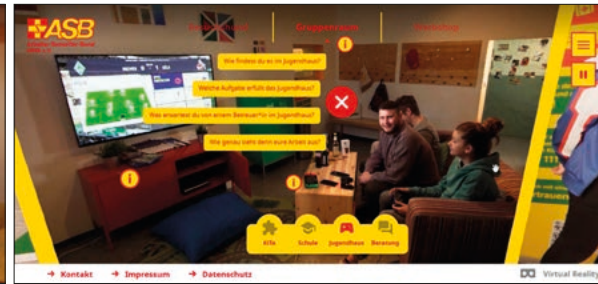 ASB
Gruppenraum
Wie findest du es im Jugendhaus?
Welche Aufgabe erfüllt das Jugendhaus?
Was erwartest du von einem Betreuer*in im Jugendhaus?
Wie genau sieht denn eure Arbeit aus?
Kita
Schule
Jugendhaus
Beratung
→ Kontakt
→ Impressum
→ Datenschutz
Virtual Reality